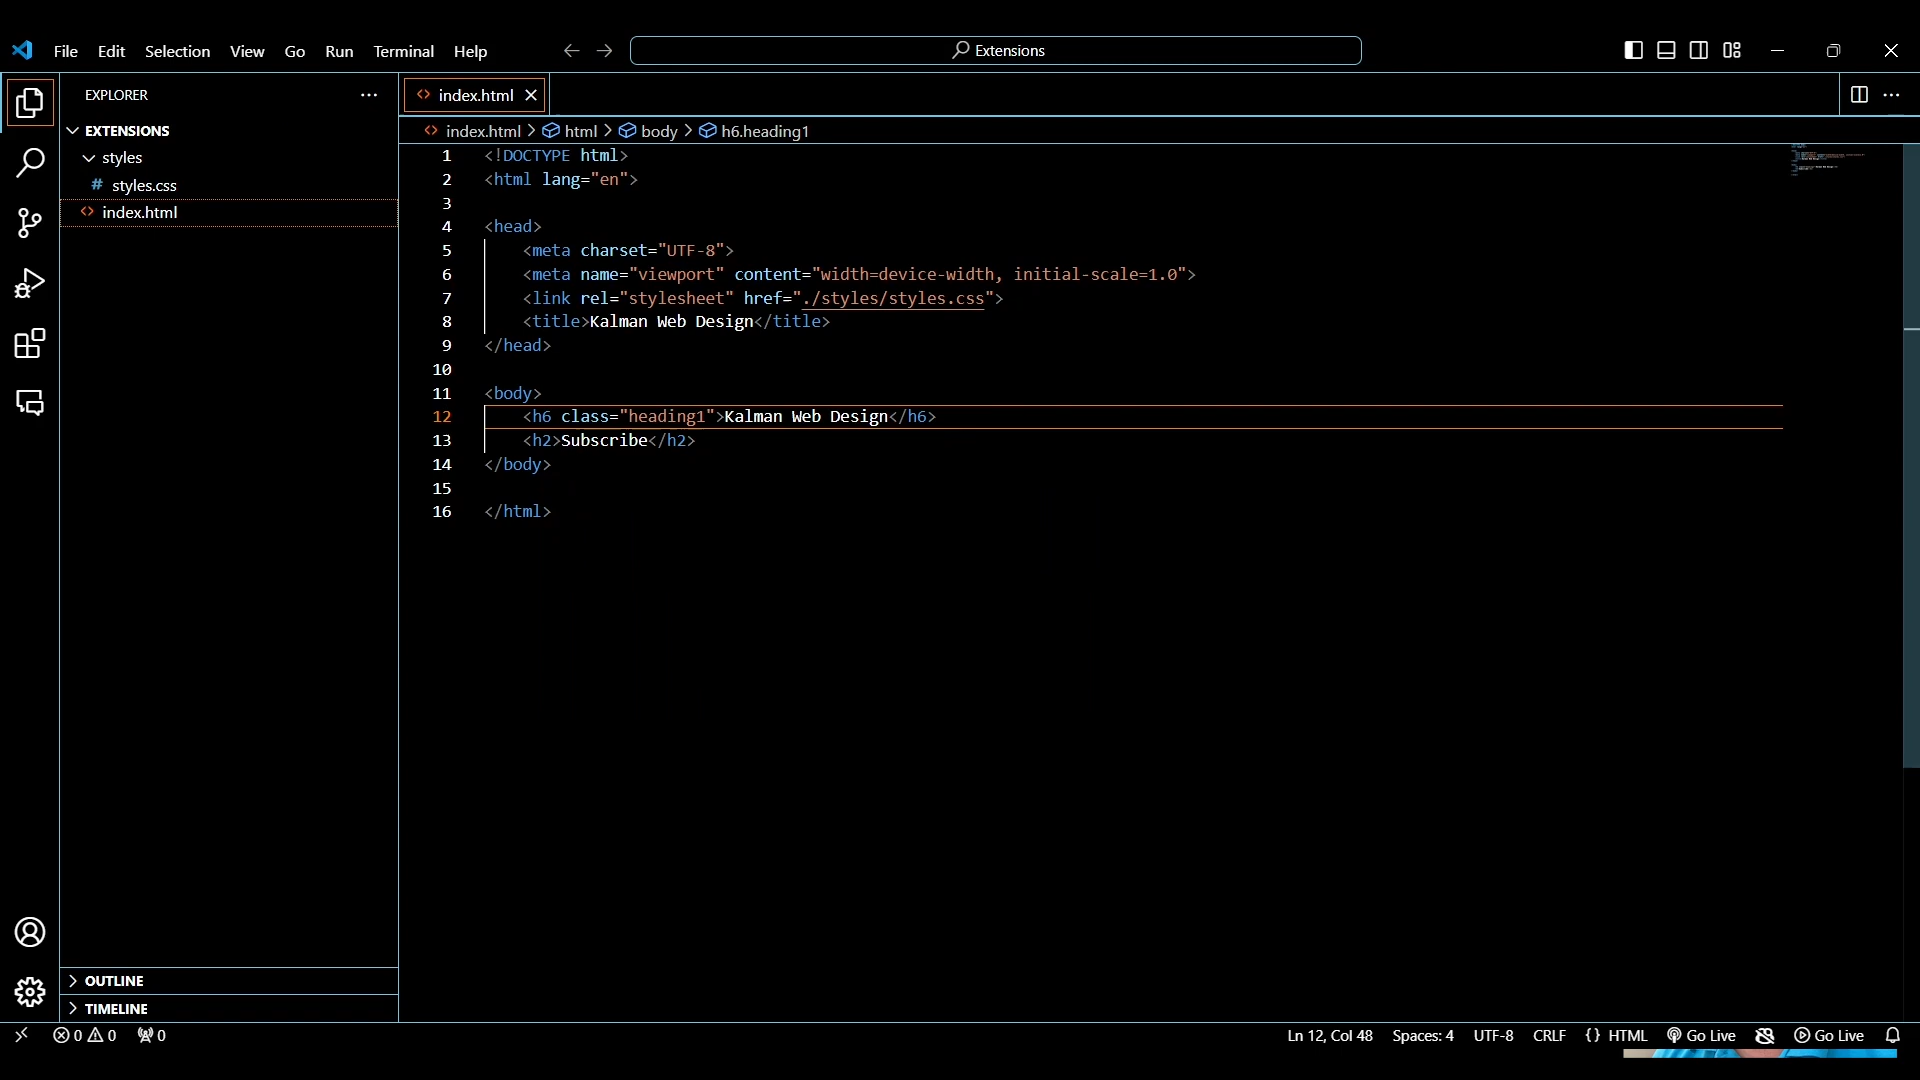 File Edit Selection View Go Run Terminal Help
Extensions
EXPLORER
EXTENSIONS
styles
# styles.css
<> index.html
OUTLINE
TIMELINE
<> index.html
<> index.html > html > body > h6.heading1
1 <!DOCTYPE html>
2 <html lang="en">
3
4 <head>
5 <meta charset="UTF-8">
6 <meta name="viewport" content="width=device-width, initial-scale=1.0">
7 <link rel="stylesheet" href="./styles/styles.css">
8 <title>Kalman Web Design</title>
9 </head>
10
11 <body>
12 <h6 class="heading1">Kalman Web Design</h6>
13 <h2>Subscribe</h2>
14 </body>
15
16 </html>
0 0 0 Ln 12, Col 48 Spaces: 4 UTF-8 CRLF {} HTML Go Live Go Live